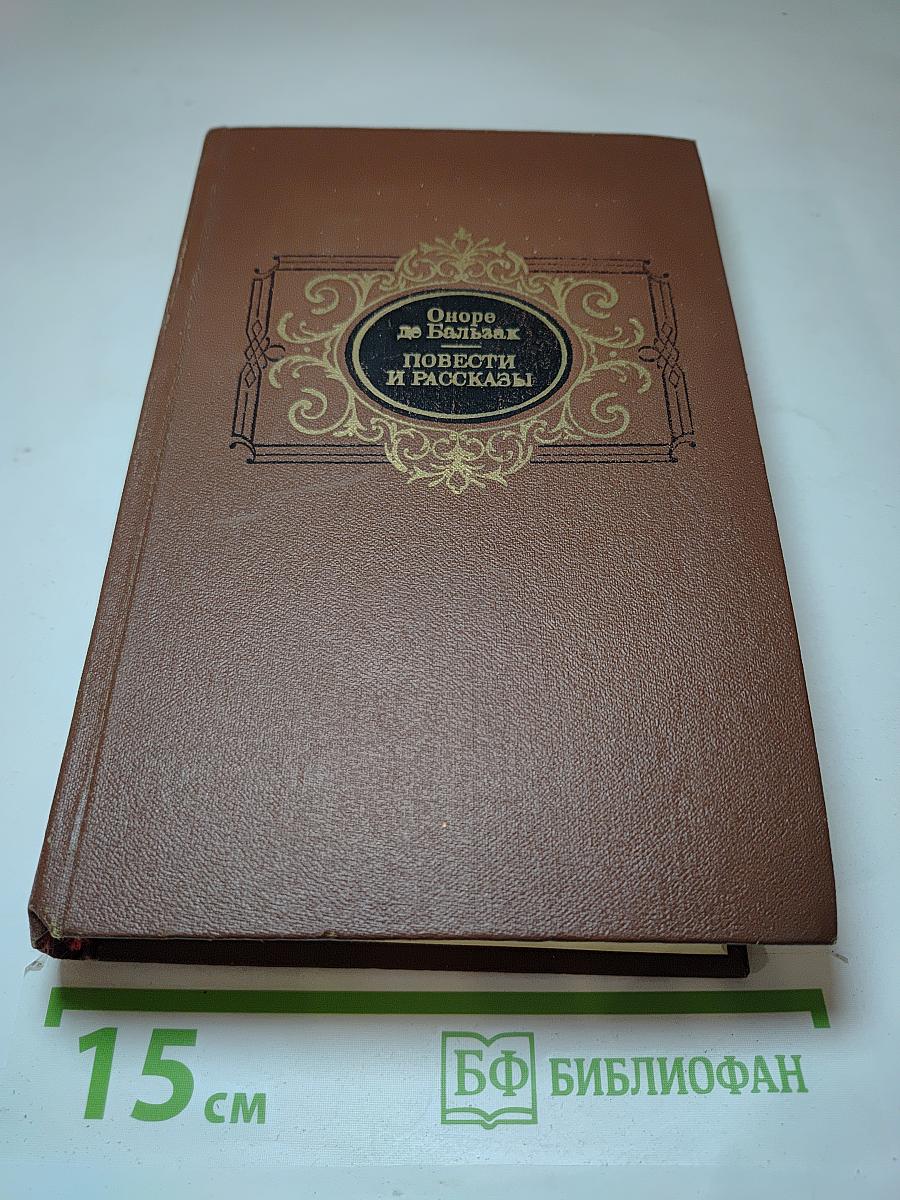 Оноре
де Бальзак
ПОВЕСТИ
И РАССКАЗЫ
15 см
БФ БИБЛИОФАН